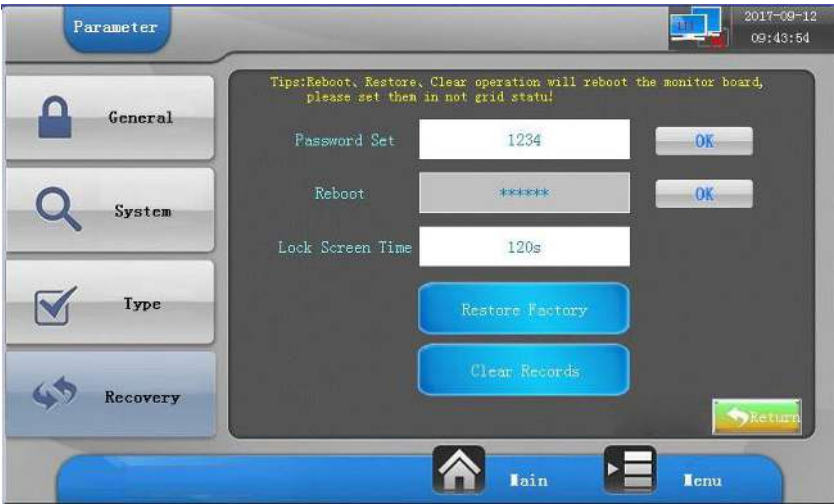 Parameter
2017-09-12
09:43:54
Tips:Reboot、Restore、Clear operation will reboot the monitor board,
please set them in not grid statu!
General
Password Set
1234
OK
System
Reboot
******
OK
Lock Screen Time
120s
Type
Restore Factory
Clear Records
Recovery
Return
Main
Menu